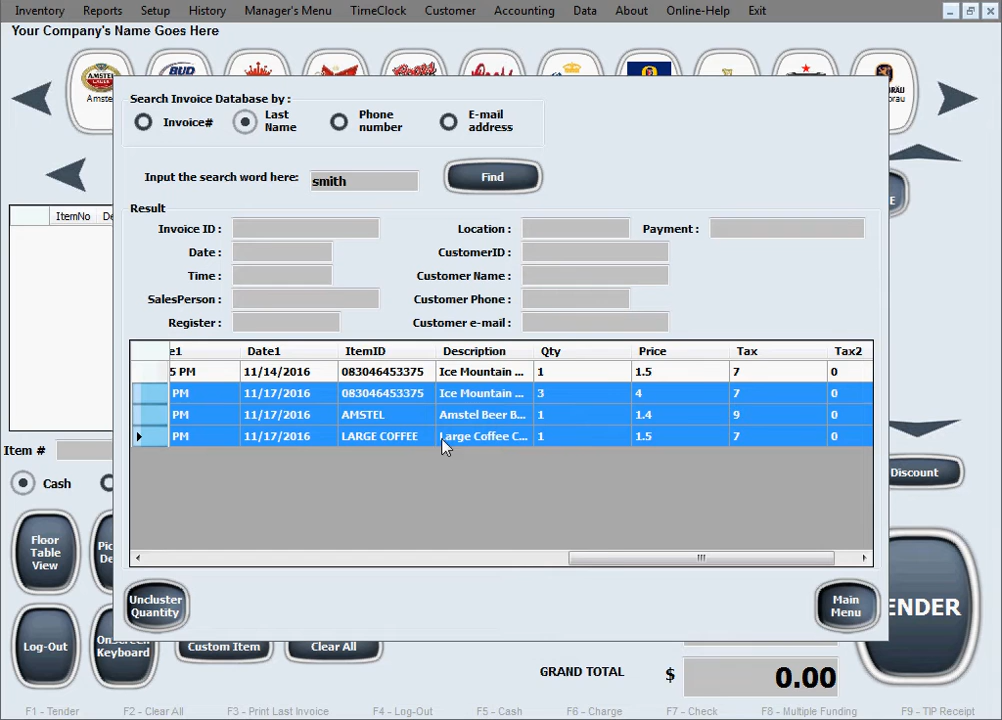 Inventory Reports Setup History Manager's Menu TimeClock Customer Accounting Data About Online-Help Exit
Your Company's Name Goes Here
AMSTEL
BUD
Amste
Search Invoice Database by :
Invoice#
Last Name
Phone number
E-mail address
Input the search word here:
smith
Find
Result
Invoice ID :
Location :
Payment :
Date :
CustomerID :
Time :
Customer Name :
SalesPerson :
Customer Phone :
Register :
Customer e-mail :
ItemNo De
e1 Date1 ItemID Description Qty Price Tax Tax2
5 PM 11/14/2016 083046453375 Ice Mountain ... 1 1.5 7 0
PM 11/17/2016 083046453375 Ice Mountain ... 3 4 7 0
PM 11/17/2016 AMSTEL Amstel Beer B... 1 1.4 9 0
PM 11/17/2016 LARGE COFFEE Large Coffee C... 1 1.5 7 0
Item #
Cash
Discount
Floor
Table
View
Pic
De
Uncluster
Quantity
Main
Menu
ENDER
Log-Out
OnScreen
Keyboard
Custom Item
Clear All
GRAND TOTAL $ 0.00
F1 - Tender F2 - Clear All F3 - Print Last Invoice F4 - Log-Out F5 - Cash F6 - Charge F7 - Check F8 - Multiple Funding F9 - TIP Receipt